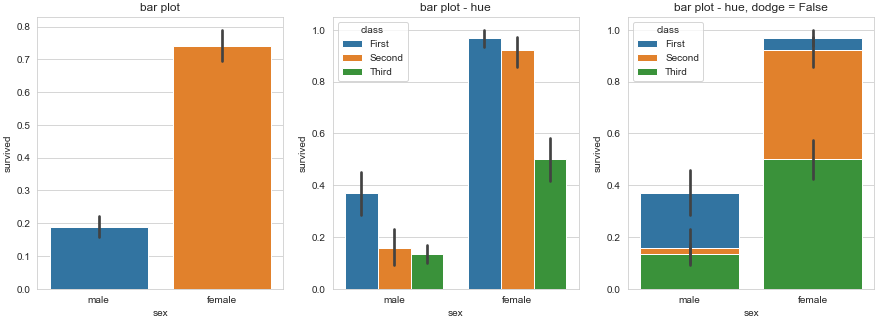 bar plot
0.8
0.7
0.6
0.5
0.4
0.3
0.2
0.1
0.0
survived
male female
sex
bar plot - hue
1.0
0.8
0.6
0.4
0.2
0.0
survived
class
First
Second
Third
male female
sex
bar plot - hue, dodge = False
1.0
0.8
0.6
0.4
0.2
0.0
survived
class
First
Second
Third
male female
sex